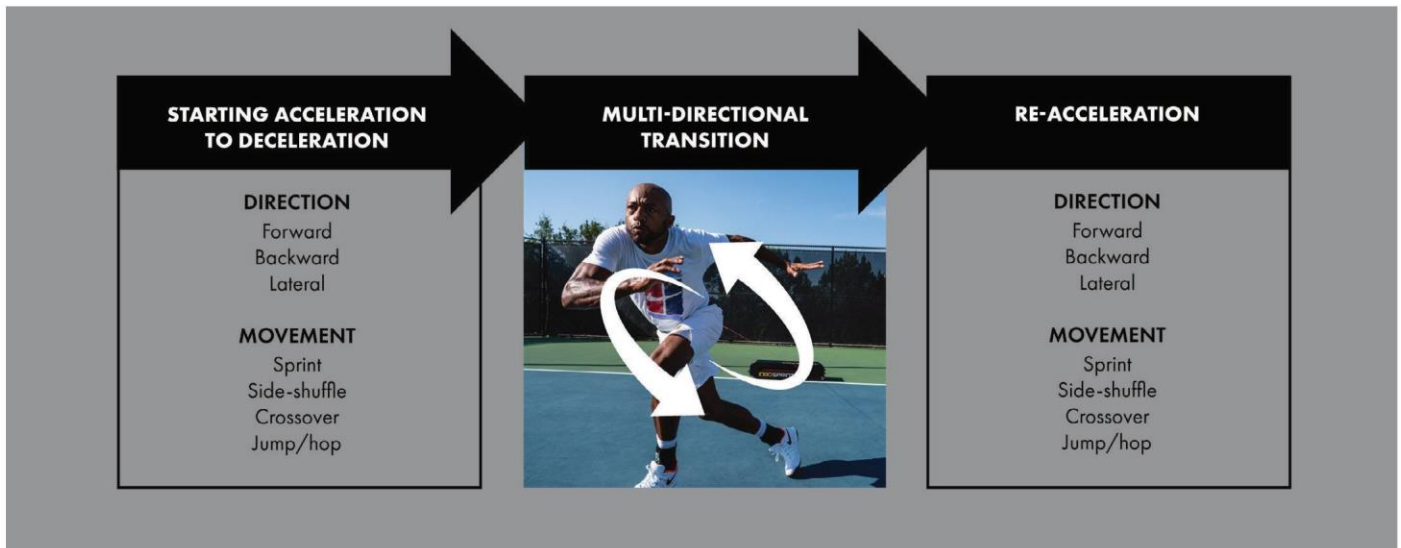 STARTING ACCELERATION
TO DECELERATION
DIRECTION
Forward
Backward
Lateral
MOVEMENT
Sprint
Side-shuffle
Crossover
Jump/hop
MULTI-DIRECTIONAL
TRANSITION
RE-ACCELERATION
DIRECTION
Forward
Backward
Lateral
MOVEMENT
Sprint
Side-shuffle
Crossover
Jump/hop